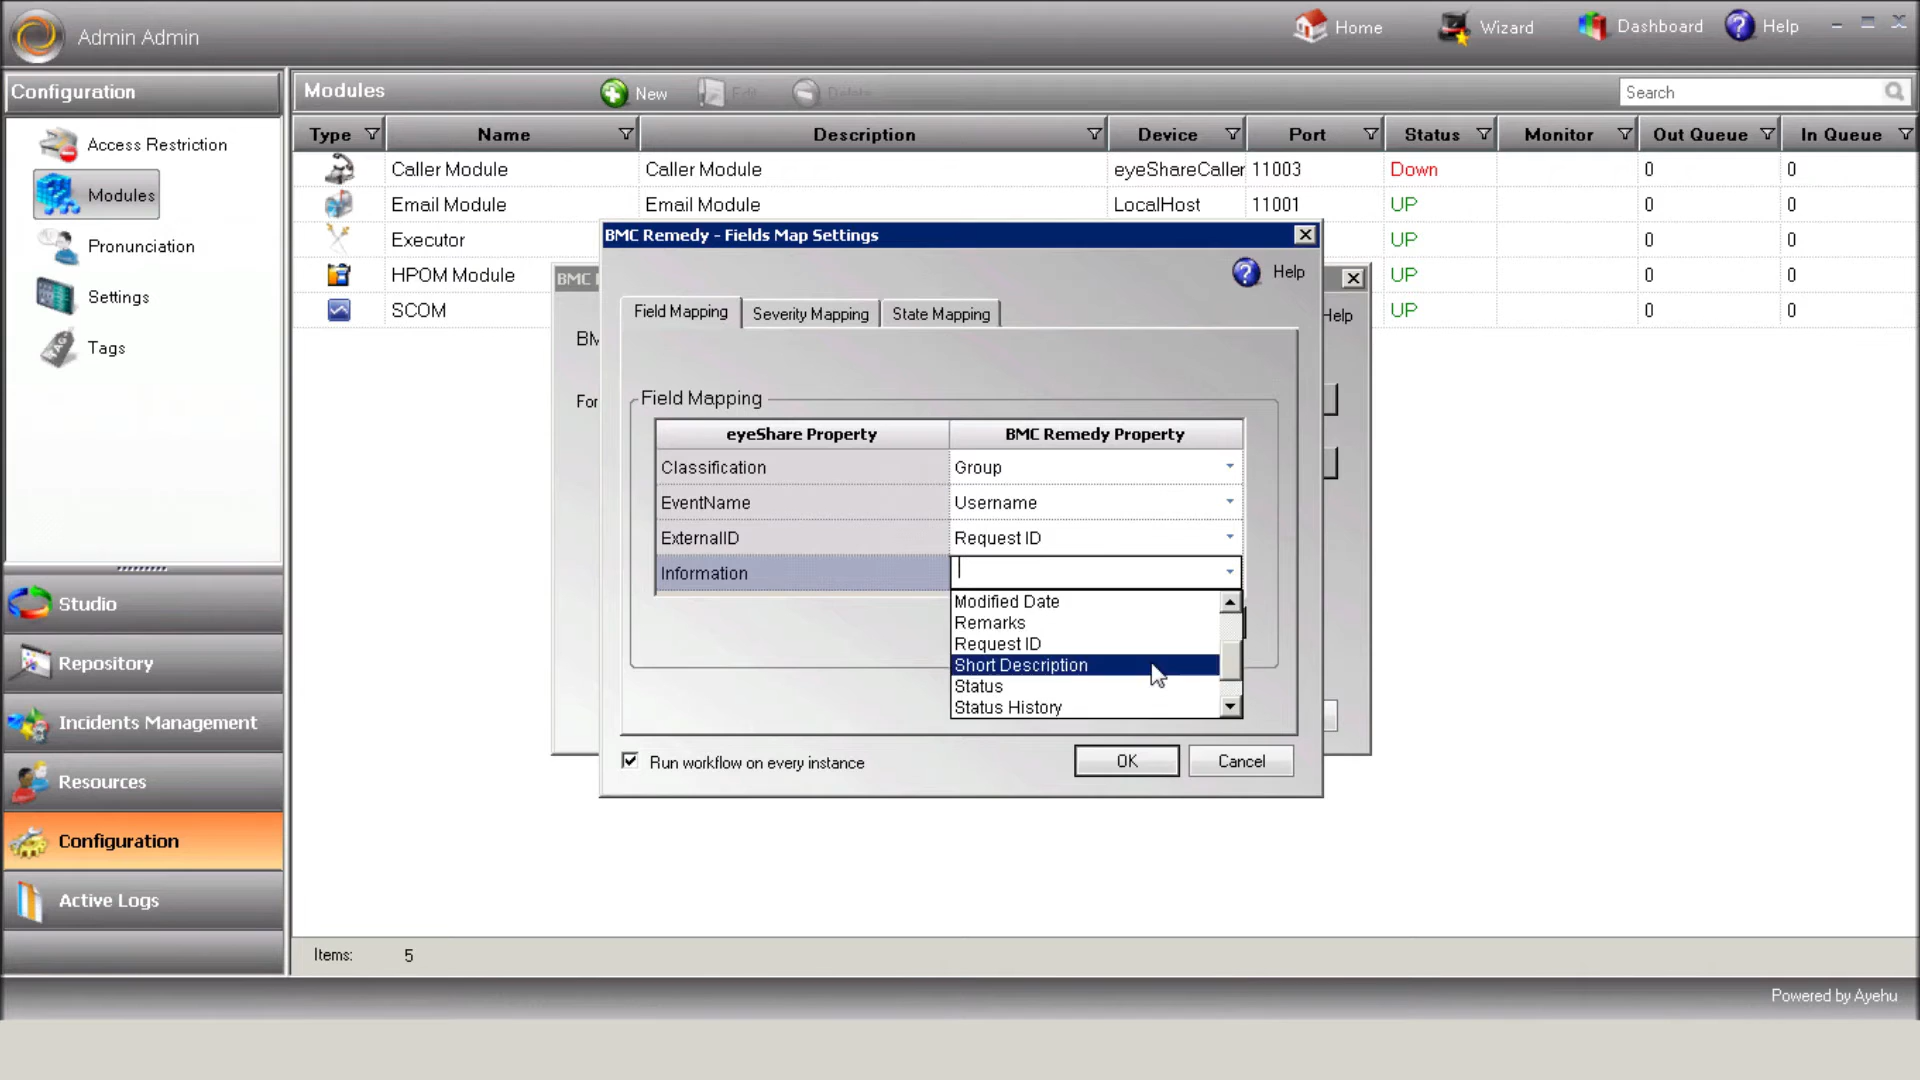 Admin Admin
Home
Wizard
Dashboard
Help
Configuration
Modules
New
Edit
Delete
Search
Type Name Description Device Port Status Monitor Out Queue In Queue
Access Restriction
Modules
Pronunciation
Settings
Tags
Caller Module Caller Module eyeShareCaller 11003 Down 0 0
Email Module Email Module LocalHost 11001 UP 0 0
Executor UP 0 0
HPOM Module UP 0 0
SCOM UP 0 0
BMC Remedy - Fields Map Settings
Help
Field Mapping
Severity Mapping
State Mapping
Field Mapping
eyeShare Property BMC Remedy Property
Classification Group
EventName Username
ExternalID Request ID
Information
Modified Date
Remarks
Request ID
Short Description
Status
Status History
Run workflow on every instance
OK
Cancel
Studio
Repository
Incidents Management
Resources
Configuration
Active Logs
Items: 5
Powered by Ayehu